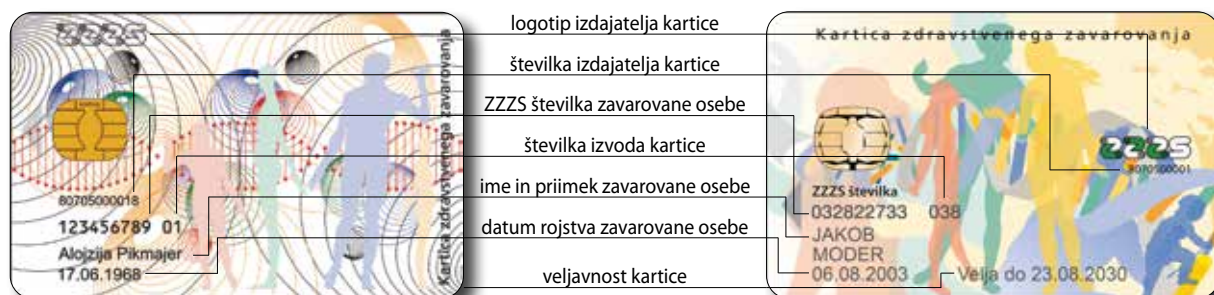 ZZZS
Kartica zdravstvenega zavarovanja
80705000018
123456789 01
Alojzija Pikmajer
17.06.1968
logotip izdajatelja kartice
številka izdajatelja kartice
ZZZS številka zavarovane osebe
številka izvoda kartice
ime in priimek zavarovane osebe
datum rojstva zavarovane osebe
veljavnost kartice
Kartica zdravstvenega zavarovanja
ZZZS
8070500001
ZZZS številka
032822733 038
JAKOB
MODER
06.08.2003 Velja do 23.08.2030